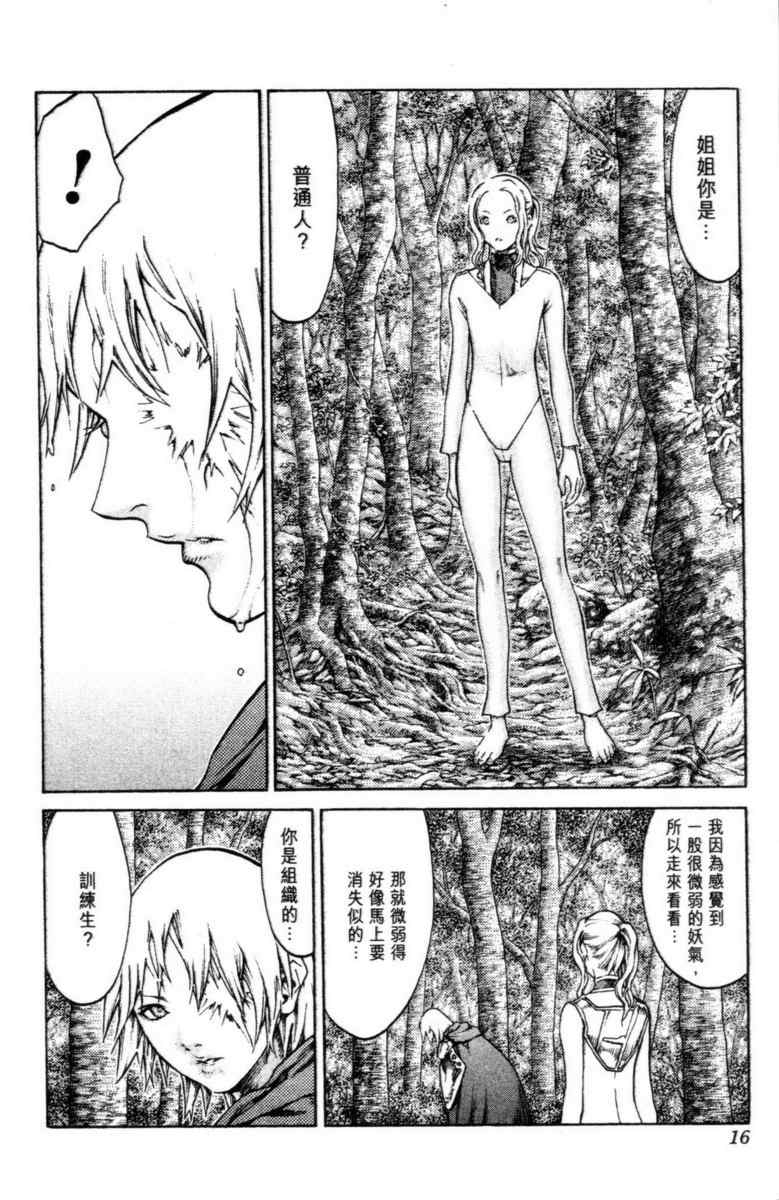 姐姐你是…
普通人？
！
我因為感覺到
一股很微弱的妖氣，
所以走來看看…
那就微弱得
好像馬上要
消失似的…
你是組織的…
訓練生？
16